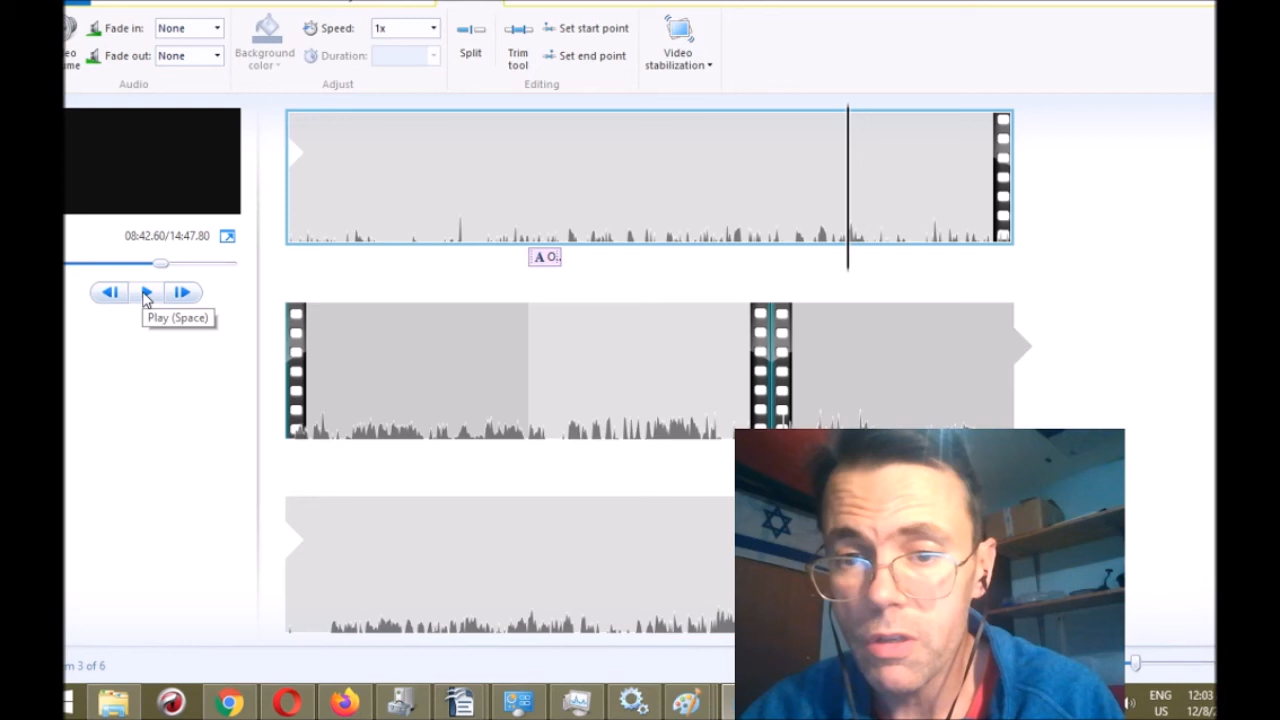 Fade in: None
Fade out: None
Audio
Background color
Speed: 1x
Duration:
Adjust
Split
Trim tool
Set start point
Set end point
Editing
Video stabilization
08:42.60/14:47.80
Play (Space)
A O..
3 of 6
ENG
US
12:03
12/8/